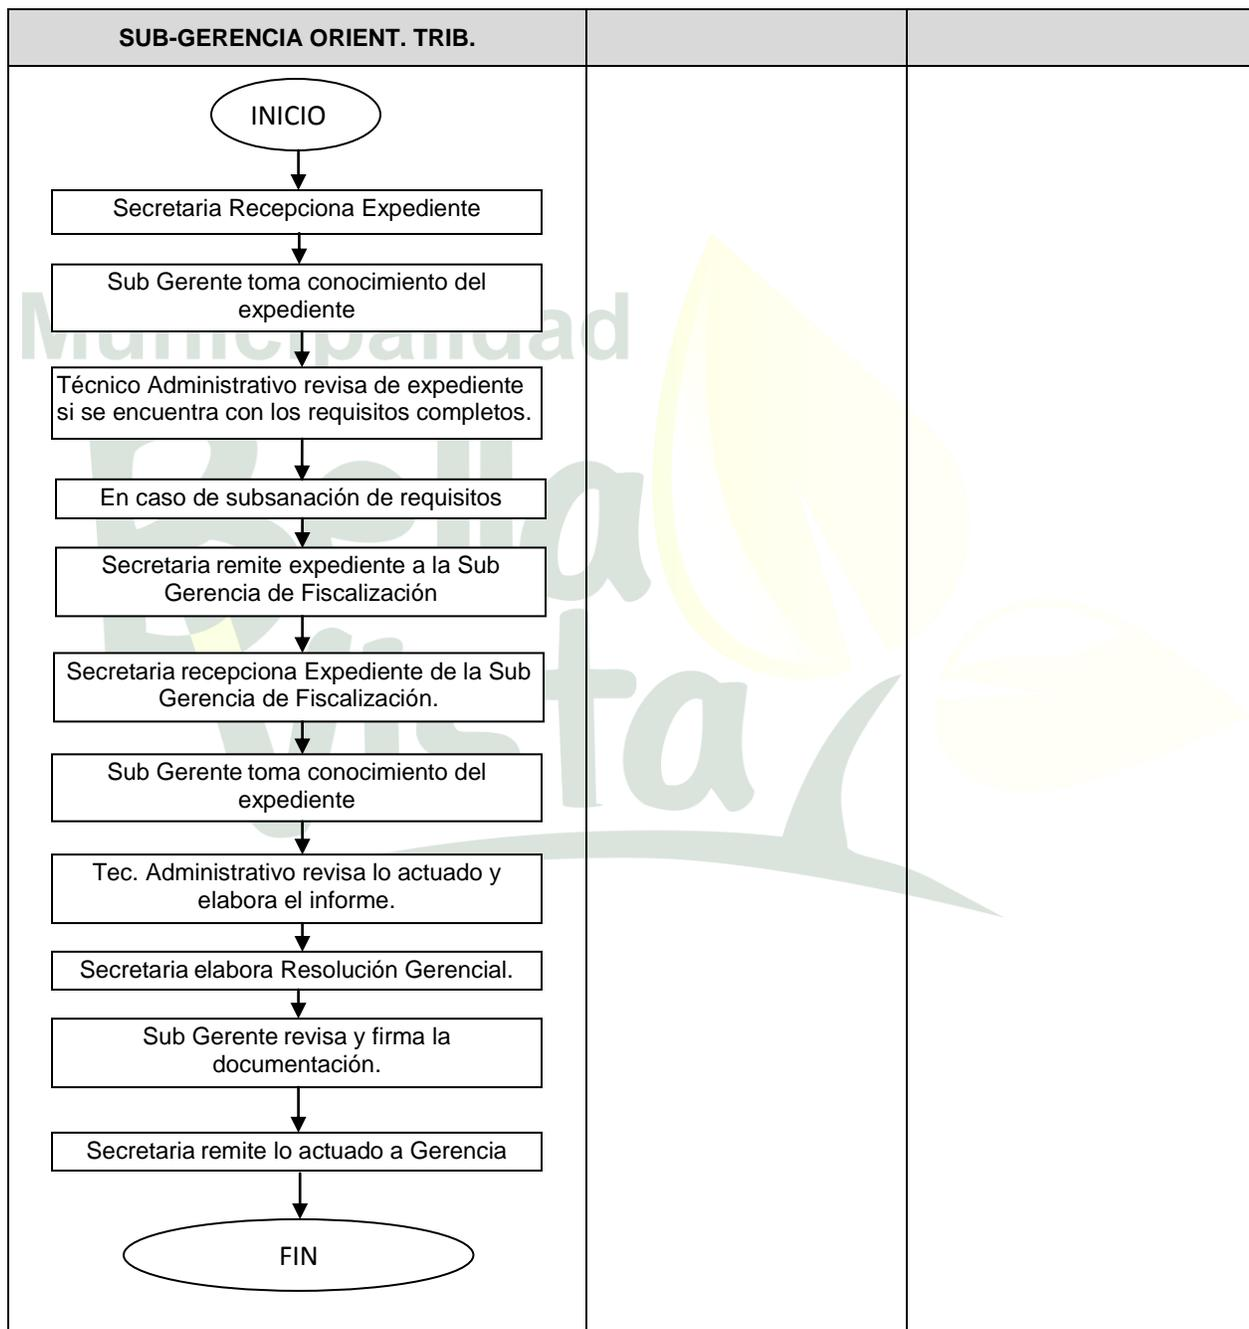 SUB-GERENCIA ORIENT. TRIB.
INICIO
Secretaria Recepciona Expediente
Sub Gerente toma conocimiento del
expediente
Técnico Administrativo revisa de expediente
si se encuentra con los requisitos completos.
En caso de subsanación de requisitos
Secretaria remite expediente a la Sub
Gerencia de Fiscalización
Secretaria recepciona Expediente de la Sub
Gerencia de Fiscalización.
Sub Gerente toma conocimiento del
expediente
Tec. Administrativo revisa lo actuado y
elabora el informe.
Secretaria elabora Resolución Gerencial.
Sub Gerente revisa y firma la
documentación.
Secretaria remite lo actuado a Gerencia
FIN
Municipalidad
Bella
Vista